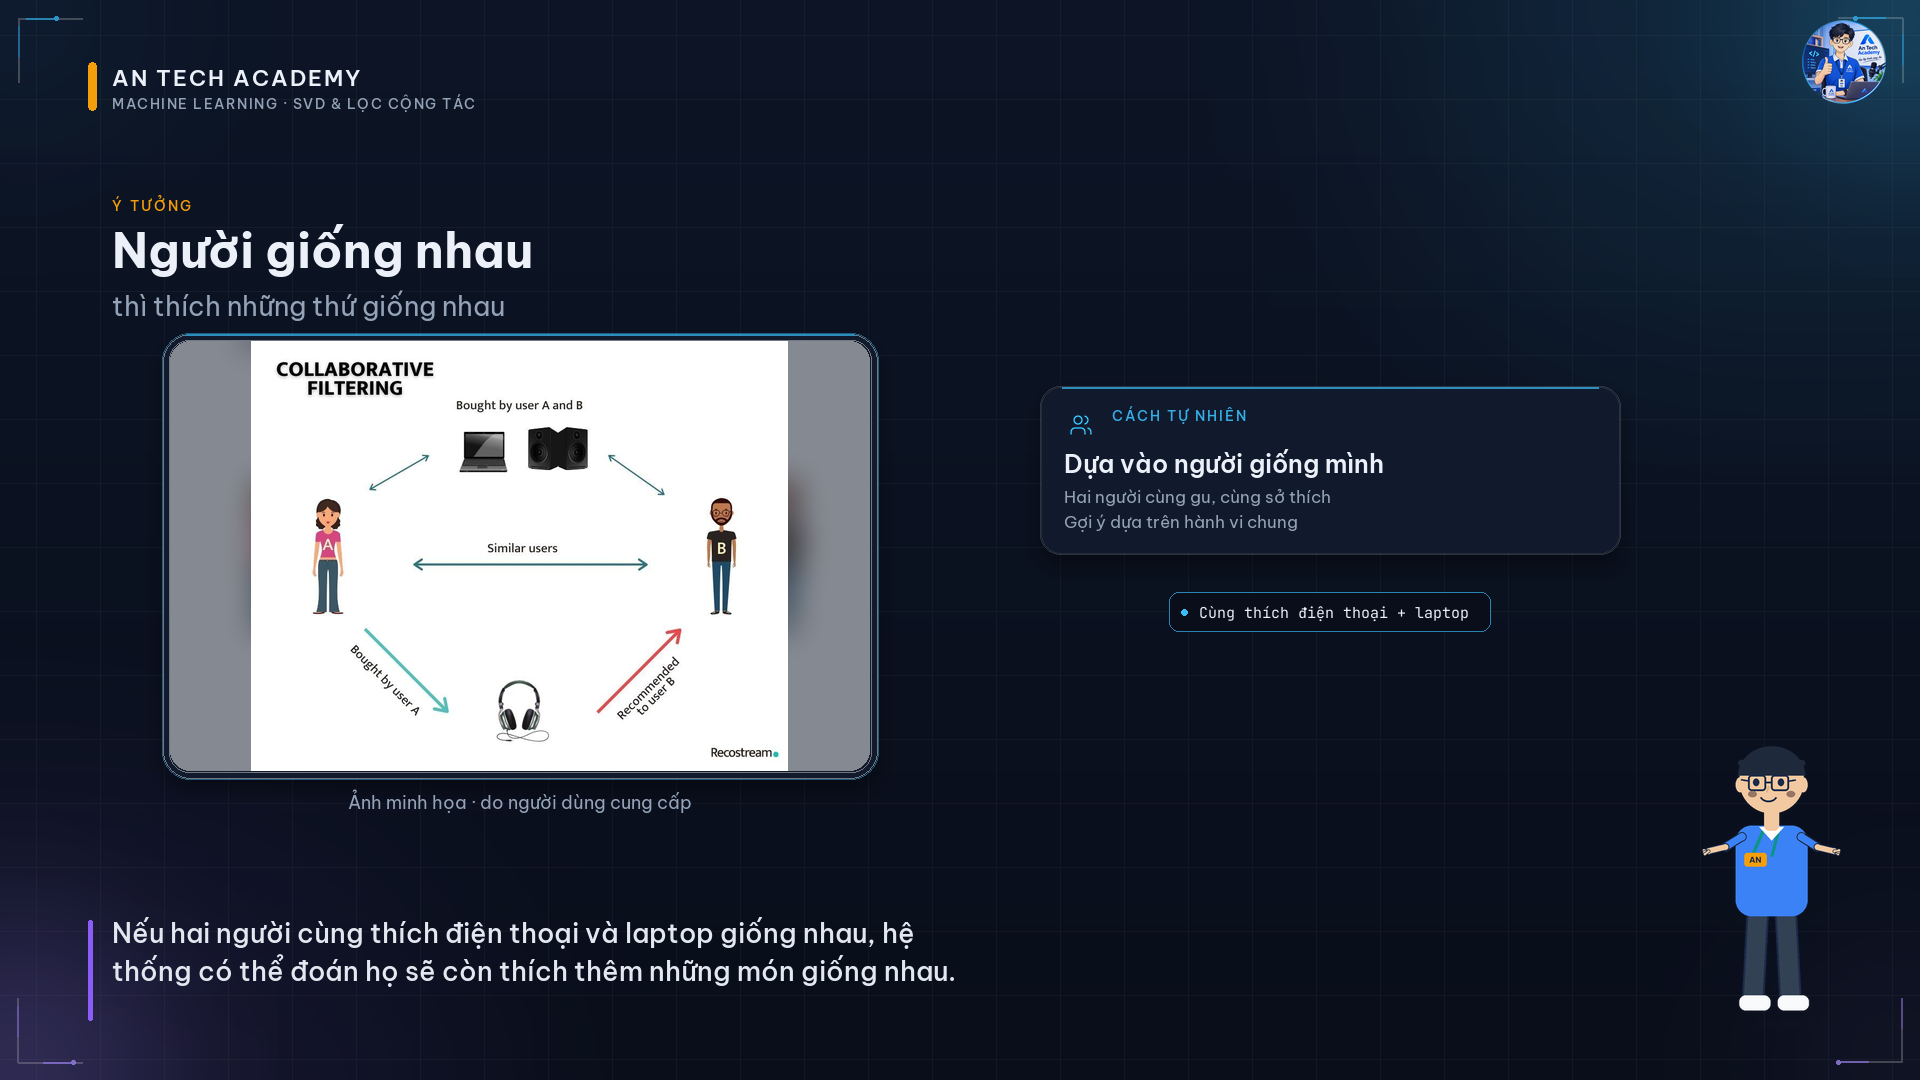 AN TECH ACADEMY
MACHINE LEARNING · SVD & LỌC CỘNG TÁC
An Tech
Academy
Ý TƯỞNG
Người giống nhau
thì thích những thứ giống nhau
COLLABORATIVE
FILTERING
Bought by user A and B
A
B
Similar users
Bought by user A
Recommended
to user B
Recostream
Ảnh minh họa · do người dùng cung cấp
CÁCH TỰ NHIÊN
Dựa vào người giống mình
Hai người cùng gu, cùng sở thích
Gợi ý dựa trên hành vi chung
Cùng thích điện thoại + laptop
AN
Nếu hai người cùng thích điện thoại và laptop giống nhau, hệ
thống có thể đoán họ sẽ còn thích thêm những món giống nhau.